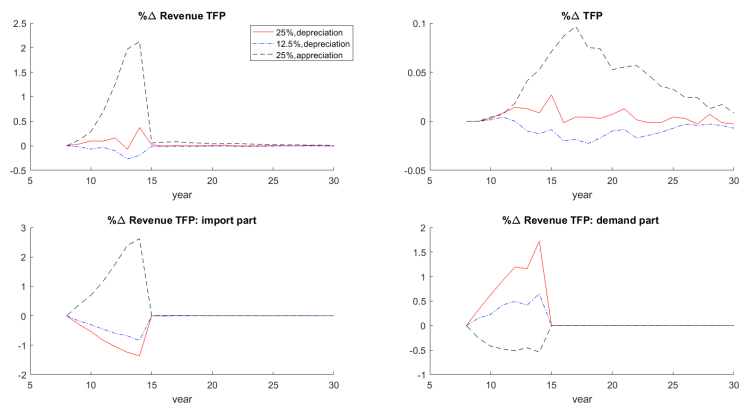 %Δ Revenue TFP
2.5
2
1.5
1
0.5
0
-0.5
5 10 15 20 25 30
year
25%,depreciation
12.5%,depreciation
25%,appreciation
%Δ TFP
0.1
0.05
0
-0.05
5 10 15 20 25 30
year
%Δ Revenue TFP: import part
3
2
1
0
-1
-2
5 10 15 20 25 30
year
%Δ Revenue TFP: demand part
2
1.5
1
0.5
0
-0.5
-1
5 10 15 20 25 30
year